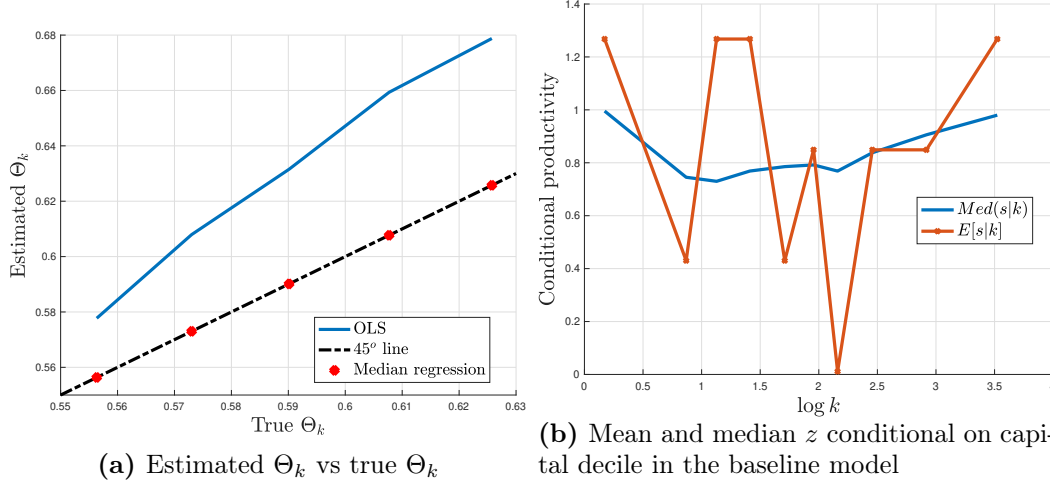 0.68
0.66
0.64
0.62
0.6
0.58
0.56
Estimated Θ_k
0.55 0.56 0.57 0.58 0.59 0.6 0.61 0.62 0.63
True Θ_k
OLS
45^o line
Median regression
(a) Estimated Θ_k vs true Θ_k
1.4
1.2
1
0.8
0.6
0.4
0.2
0
Conditional productivity
0 0.5 1 1.5 2 2.5 3 3.5
log k
Med(s|k)
E[s|k]
(b) Mean and median z conditional on capi-
tal decile in the baseline model